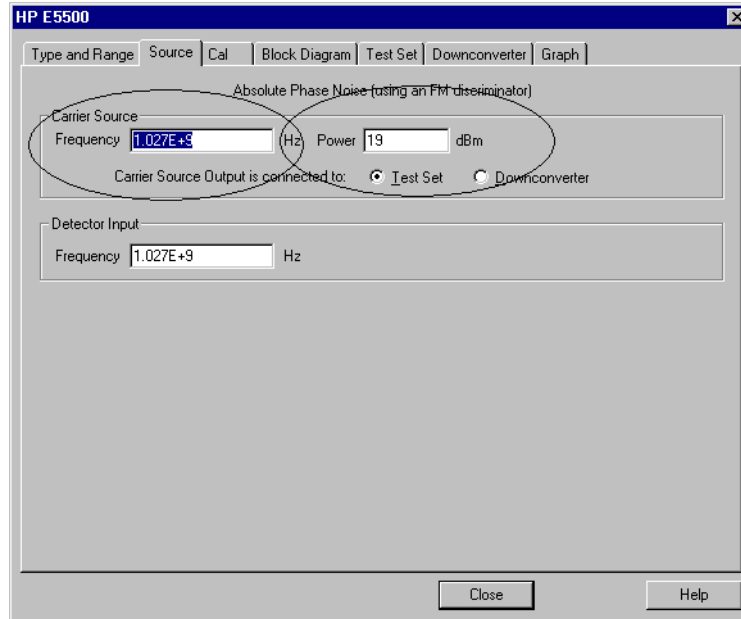 HP E5500
Type and Range Source Cal Block Diagram Test Set Downconverter Graph
Absolute Phase Noise (using an FM discriminator)
Carrier Source
Frequency 1.027E+9 (Hz) Power 19 dBm
Carrier Source Output is connected to: Test Set Downconverter
Detector Input
Frequency 1.027E+9 Hz
Close Help